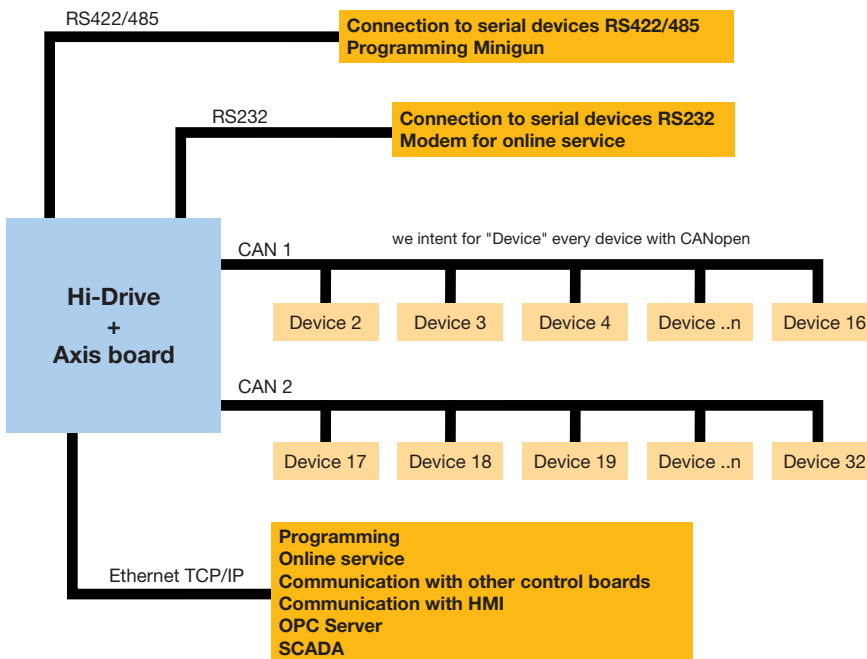 RS422/485
Connection to serial devices RS422/485
Programming Minigun
RS232
Connection to serial devices RS232
Modem for online service
Hi-Drive
+
Axis board
CAN 1
we intent for "Device" every device with CANopen
Device 2
Device 3
Device 4
Device ..n
Device 16
CAN 2
Device 17
Device 18
Device 19
Device ..n
Device 32
Ethernet TCP/IP
Programming
Online service
Communication with other control boards
Communication with HMI
OPC Server
SCADA